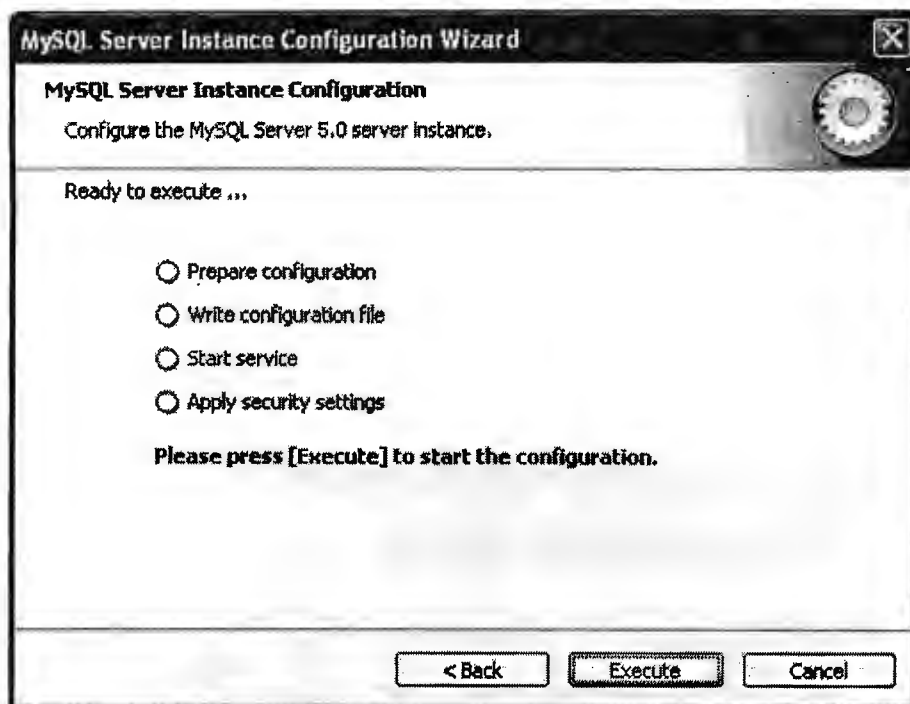 MySQL Server Instance Configuration Wizard
MySQL Server Instance Configuration
Configure the MySQL Server 5.0 server instance.
Ready to execute ...
Prepare configuration
Write configuration file
Start service
Apply security settings
Please press [Execute] to start the configuration.
< Back Execute Cancel